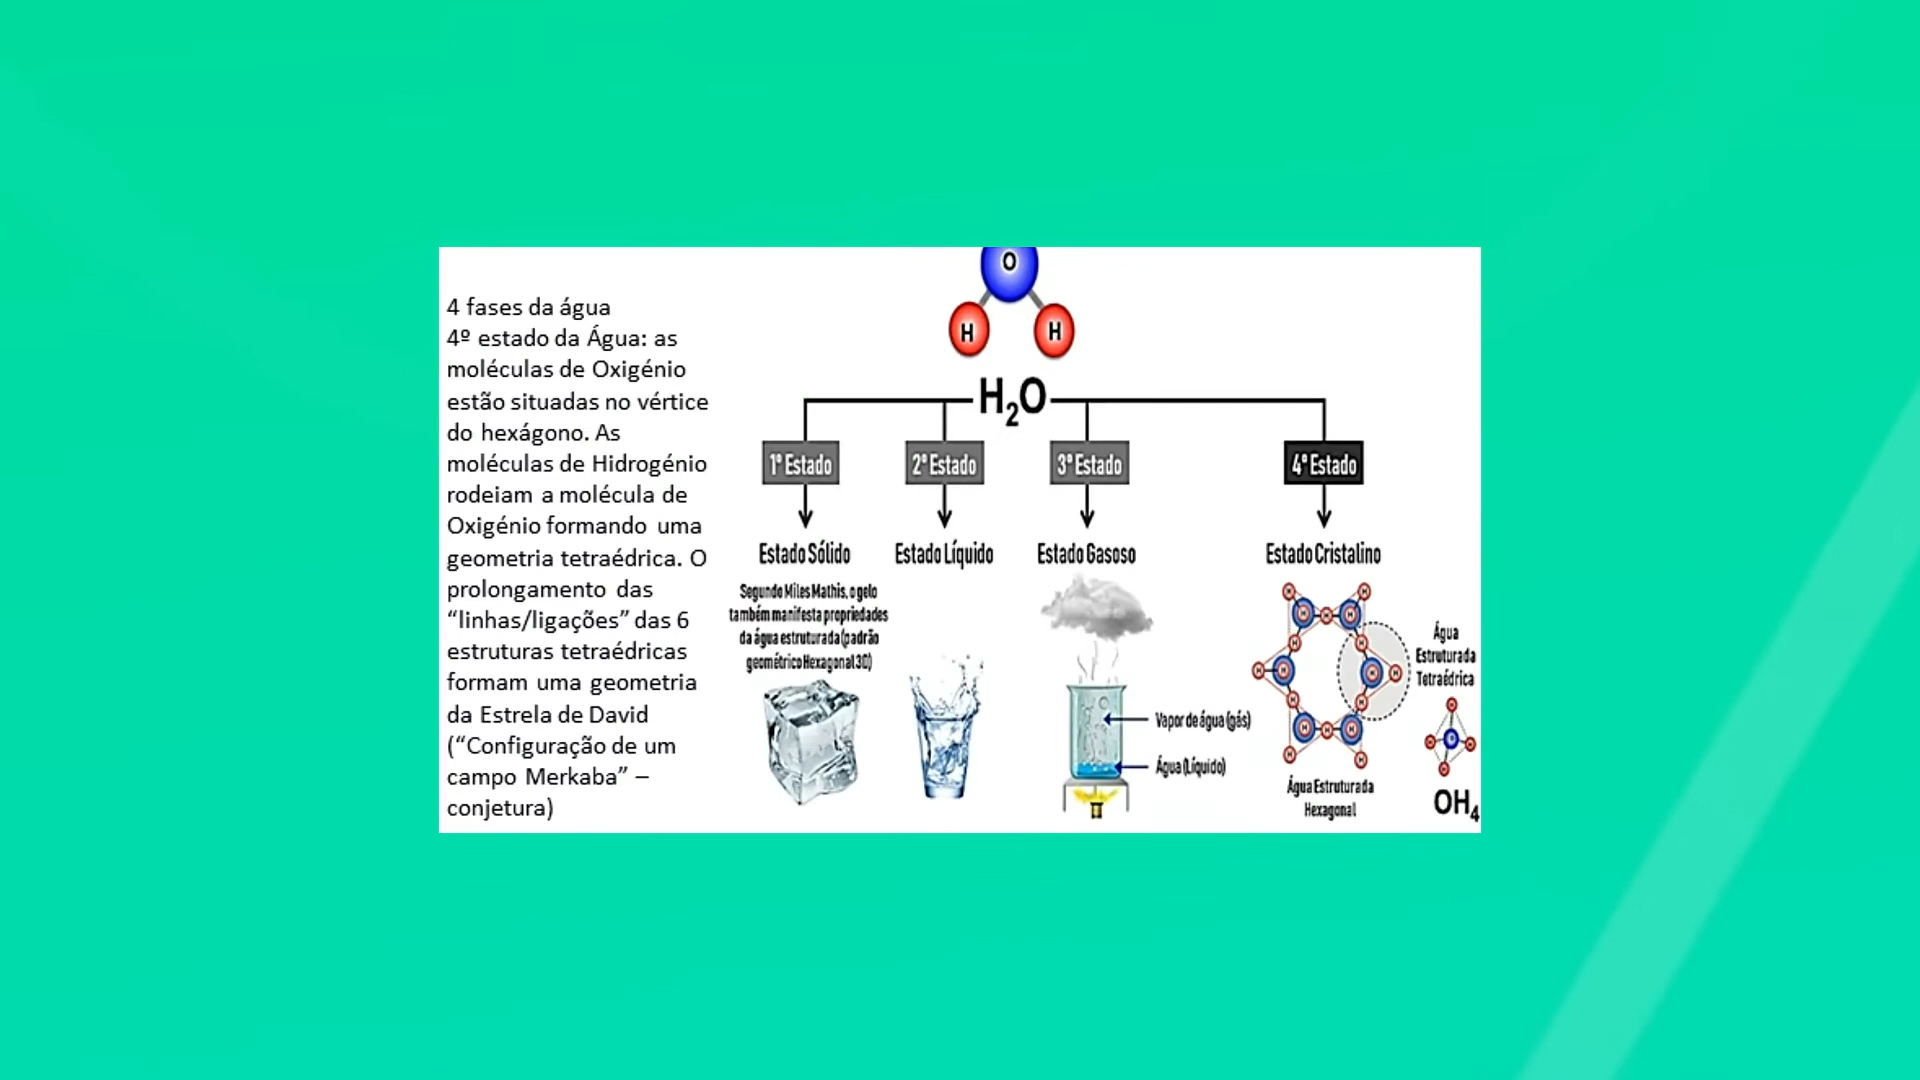 4 fases da água
4º estado da Água: as
moléculas de Oxigénio
estão situadas no vértice
do hexágono. As
moléculas de Hidrogénio
rodeiam a molécula de
Oxigénio formando uma
geometria tetraédrica. O
prolongamento das
“linhas/ligações” das 6
estruturas tetraédricas
formam uma geometria
da Estrela de David
(“Configuração de um
campo Merkaba” –
conjetura)
O
H H
H₂O
1º Estado
2º Estado
3º Estado
4º Estado
Estado Sólido
Estado Líquido
Estado Gasoso
Estado Cristalino
Segundo Miles Mathis, o gelo
também manifesta propriedades
da água estruturada (padrão
geométrico Hexagonal 3D)
Vapor de água (gás)
Água (Líquido)
Água Estruturada
Hexagonal
Água
Estruturada
Tetraédrica
OH₄